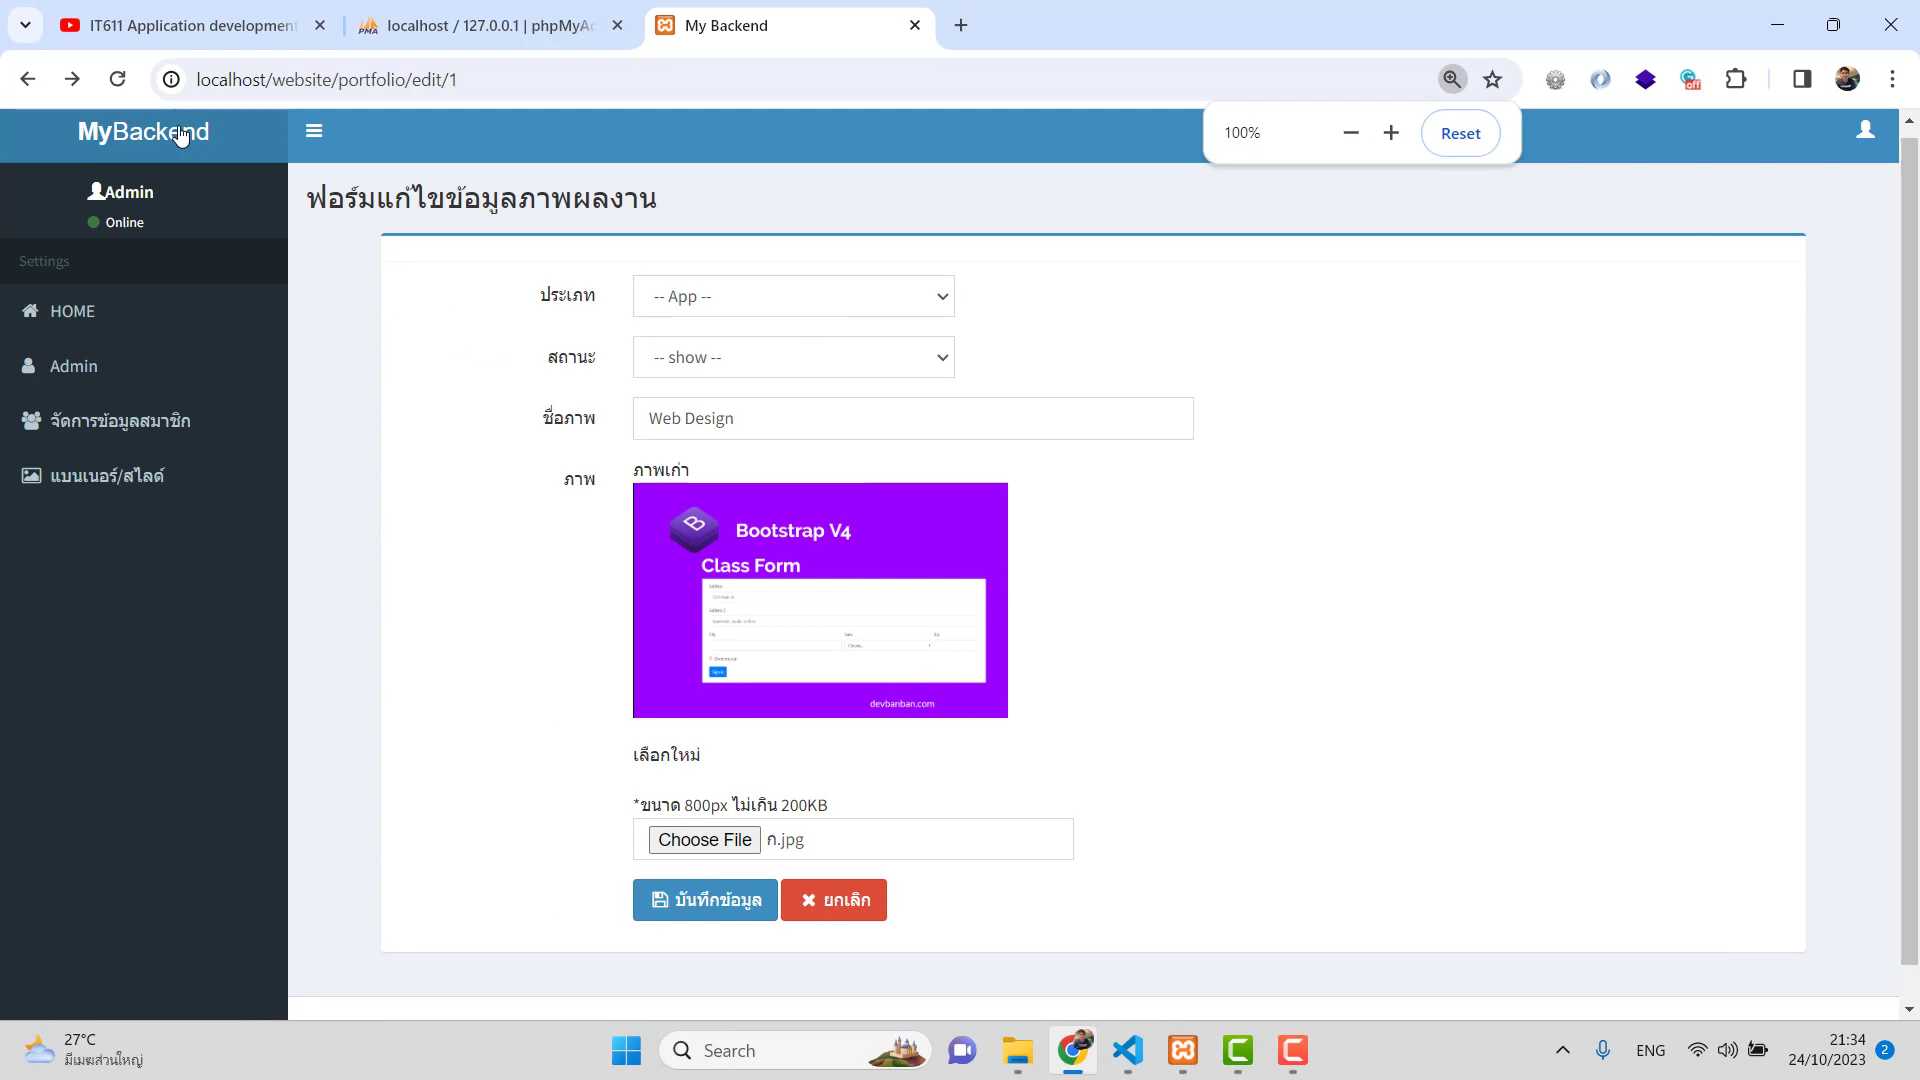 IT611 Application development
localhost / 127.0.0.1 | phpMyAd
My Backend
localhost/website/portfolio/edit/1
MyBackend
100%
Reset
Admin
Online
Settings
HOME
Admin
จัดการข้อมูลสมาชิก
แบนเนอร์/สไลด์
ฟอร์มแก้ไขข้อมูลภาพผลงาน
ประเภท
-- App --
สถานะ
-- show --
ชื่อภาพ
Web Design
ภาพ
ภาพเก่า
Bootstrap V4
Class Form
devbanban.com
เลือกใหม่
*ขนาด 800px ไม่เกิน 200KB
Choose File ก.jpg
บันทึกข้อมูล
ยกเลิก
27°C
มีเมฆส่วนใหญ่
Search
ENG
21:34
24/10/2023
2